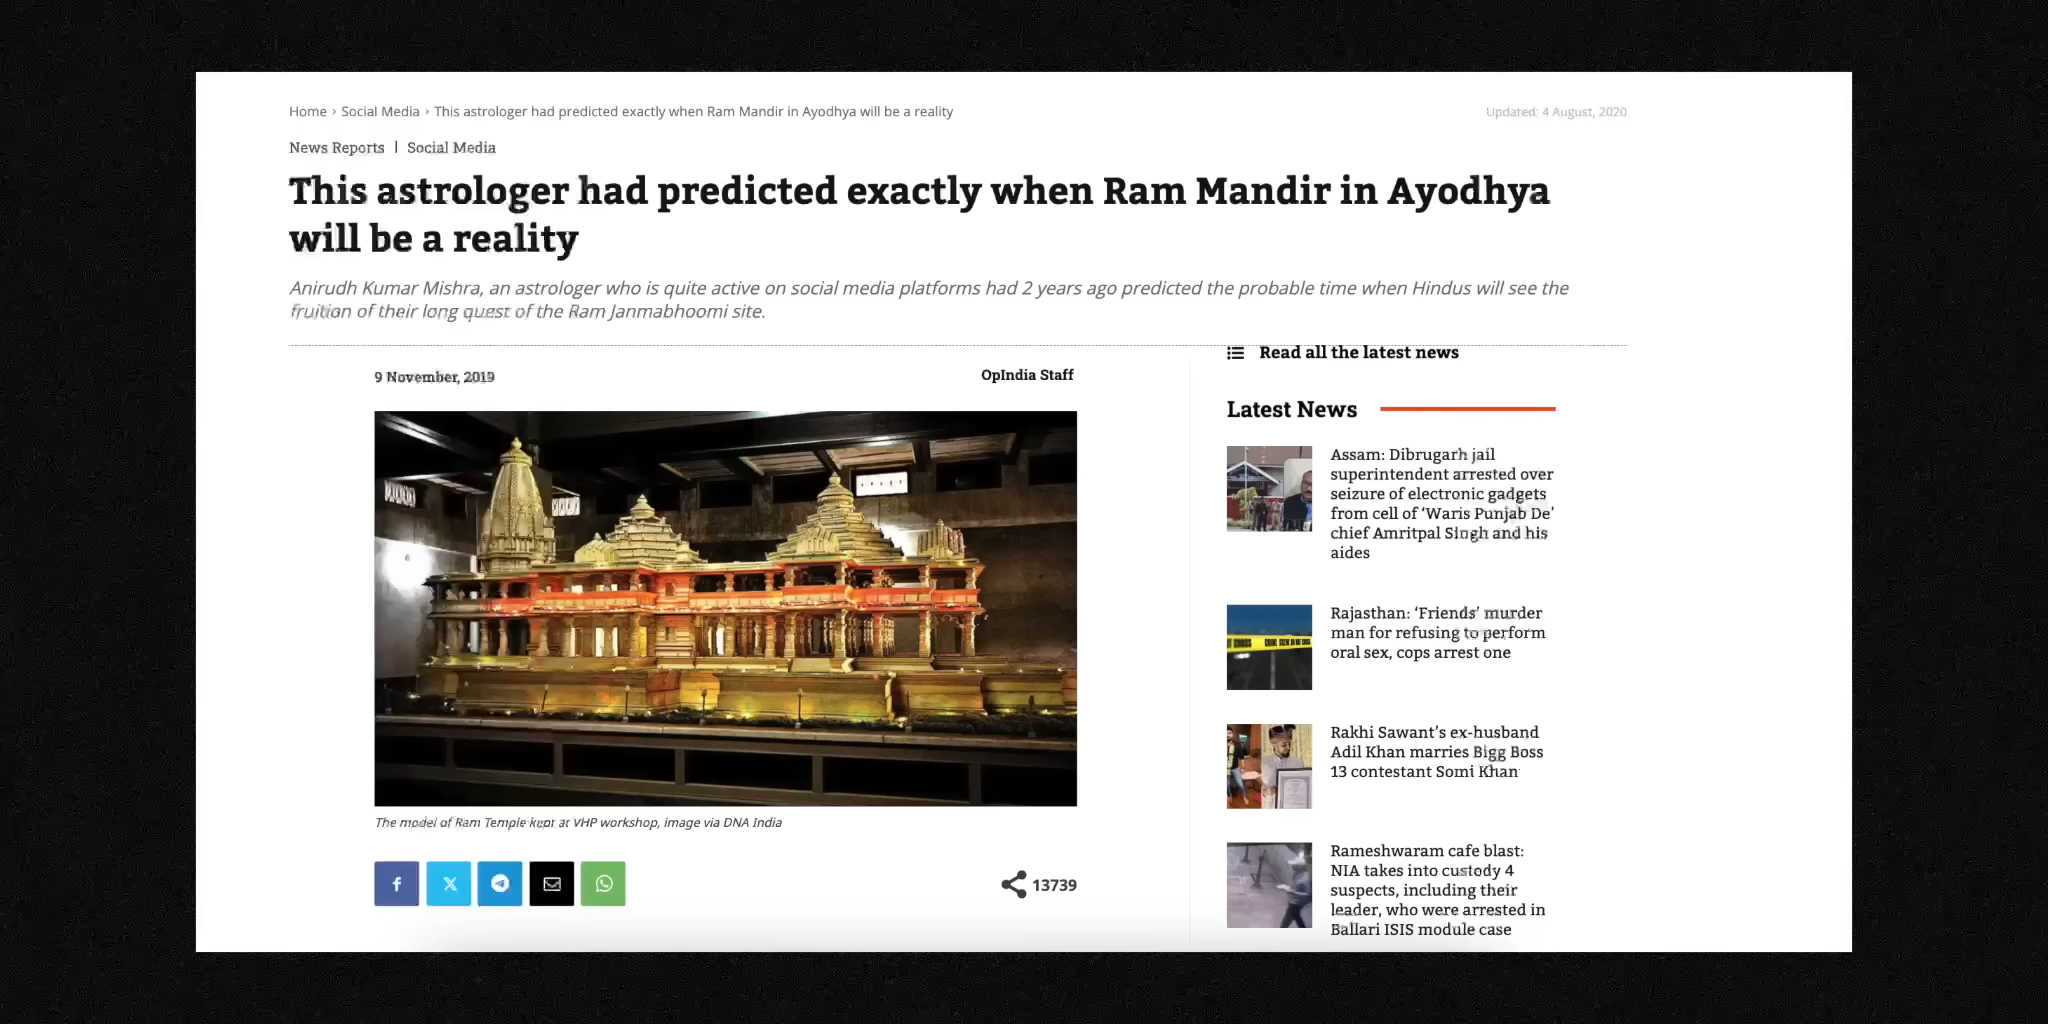 Home › Social Media › This astrologer had predicted exactly when Ram Mandir in Ayodhya will be a reality
Updated: 4 August, 2020
News Reports | Social Media
This astrologer had predicted exactly when Ram Mandir in Ayodhya
will be a reality
Anirudh Kumar Mishra, an astrologer who is quite active on social media platforms had 2 years ago predicted the probable time when Hindus will see the
fruition of their long quest of the Ram Janmabhoomi site.
9 November, 2019
OpIndia Staff
The model of Ram Temple kept at VHP workshop, image via DNA India
13739
Read all the latest news
Latest News
Assam: Dibrugarh jail
superintendent arrested over
seizure of electronic gadgets
from cell of ‘Waris Punjab De’
chief Amritpal Singh and his
aides
Rajasthan: ‘Friends’ murder
man for refusing to perform
oral sex, cops arrest one
Rakhi Sawant’s ex-husband
Adil Khan marries Bigg Boss
13 contestant Somi Khan
Rameshwaram cafe blast:
NIA takes into custody 4
suspects, including their
leader, who were arrested in
Ballari ISIS module case